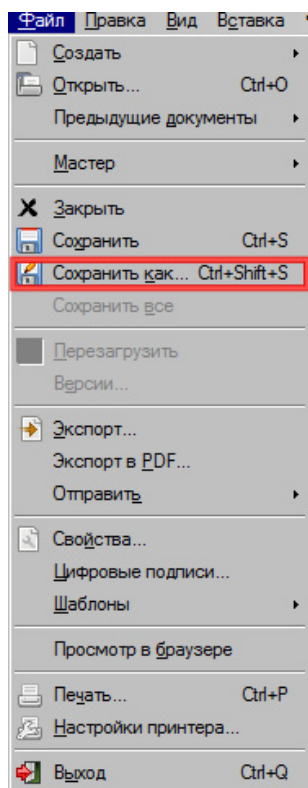 Файл Правка Вид Вставка
Создать
Открыть... Ctrl+O
Предыдущие документы
Мастер
Закрыть
Сохранить Ctrl+S
Сохранить как... Ctrl+Shift+S
Сохранить все
Перезагрузить
Версии...
Экспорт...
Экспорт в PDF...
Отправить
Свойства...
Цифровые подписи...
Шаблоны
Просмотр в браузере
Печать... Ctrl+P
Настройки принтера...
Выход Ctrl+Q